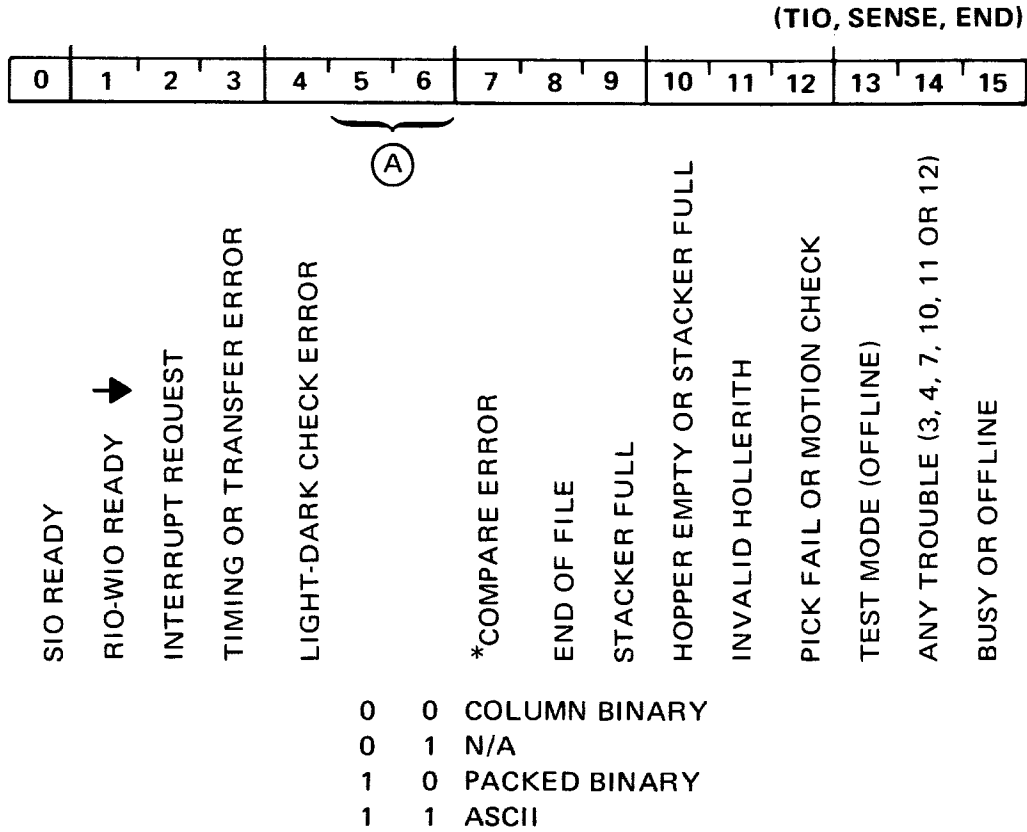 (TIO, SENSE, END)
0 1 2 3 4 5 6 7 8 9 10 11 12 13 14 15
A
SIO READY
RIO-WIO READY
INTERRUPT REQUEST
TIMING OR TRANSFER ERROR
LIGHT-DARK CHECK ERROR
*COMPARE ERROR
END OF FILE
STACKER FULL
HOPPER EMPTY OR STACKER FULL
INVALID HOLLERITH
PICK FAIL OR MOTION CHECK
TEST MODE (OFFLINE)
ANY TROUBLE (3, 4, 7, 10, 11 OR 12)
BUSY OR OFFLINE
0 0 COLUMN BINARY
0 1 N/A
1 0 PACKED BINARY
1 1 ASCII